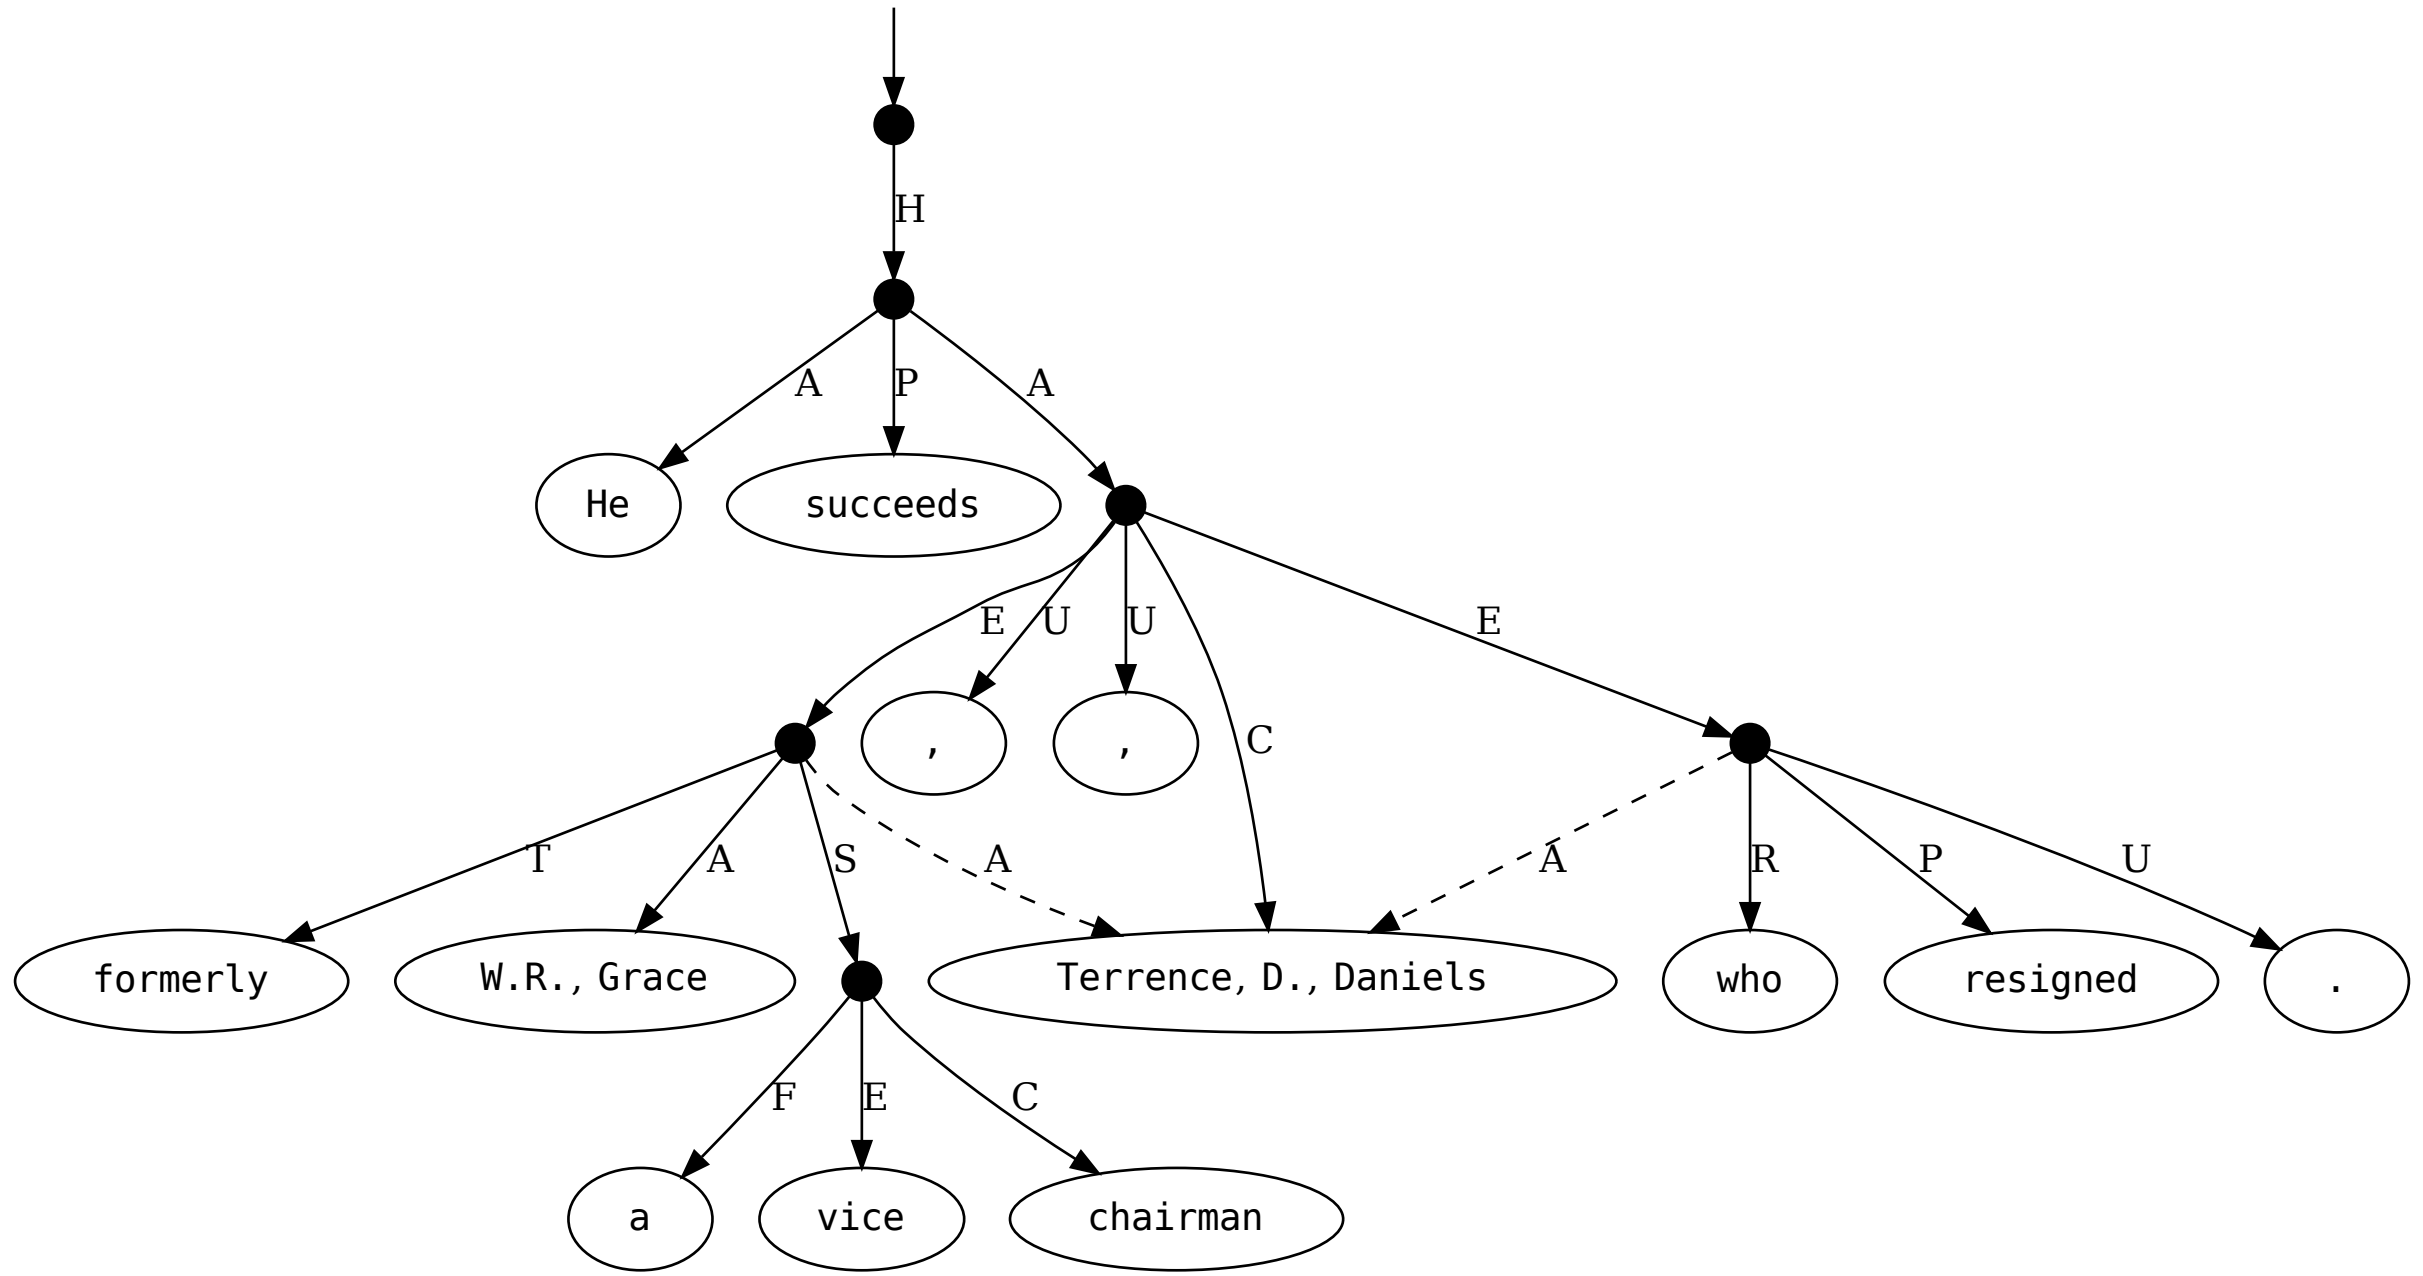 H
A P A
He succeeds
E U U E
, , C
T A S A A R P U
formerly W.R., Grace Terrence, D., Daniels who resigned .
F E C
a vice chairman